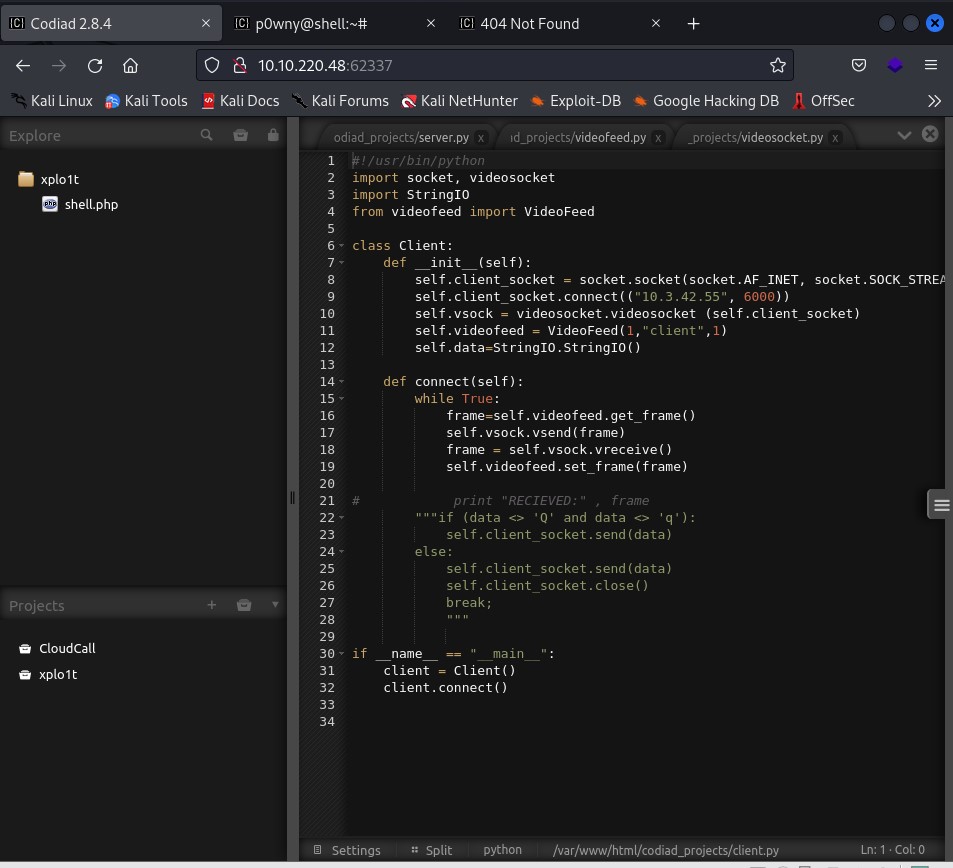 Codiad 2.8.4
p0wny@shell:~#
404 Not Found
10.10.220.48:62337
Kali Linux Kali Tools Kali Docs Kali Forums Kali NetHunter Exploit-DB Google Hacking DB OffSec
Explore
xplo1t
shell.php
Projects
CloudCall
xplo1t
odiad_projects/server.py x
ıd_projects/videofeed.py x
_projects/videosocket.py x
1 #!/usr/bin/python
2 import socket, videosocket
3 import StringIO
4 from videofeed import VideoFeed
5
6 class Client:
7     def __init__(self):
8         self.client_socket = socket.socket(socket.AF_INET, socket.SOCK_STREA
9         self.client_socket.connect(("10.3.42.55", 6000))
10         self.vsock = videosocket.videosocket (self.client_socket)
11         self.videofeed = VideoFeed(1,"client",1)
12         self.data=StringIO.StringIO()
13
14     def connect(self):
15         while True:
16             frame=self.videofeed.get_frame()
17             self.vsock.vsend(frame)
18             frame = self.vsock.vreceive()
19             self.videofeed.set_frame(frame)
20
21 #            print "RECIEVED:" , frame
22         """if (data <> 'Q' and data <> 'q'):
23             self.client_socket.send(data)
24         else:
25             self.client_socket.send(data)
26             self.client_socket.close()
27             break;
28             """
29
30 if __name__ == "__main__":
31     client = Client()
32     client.connect()
33
34
Settings Split python /var/www/html/codiad_projects/client.py Ln: 1 · Col: 0